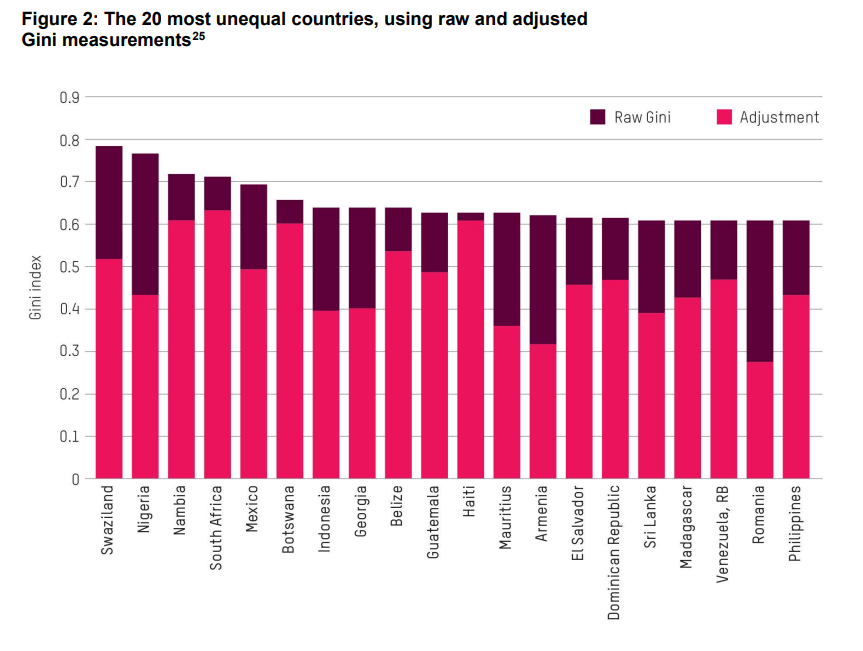 Figure 2: The 20 most unequal countries, using raw and adjusted
Gini measurements25
Raw Gini
Adjustment
Gini index
0.9
0.8
0.7
0.6
0.5
0.4
0.3
0.2
0.1
0
Swaziland
Nigeria
Nambia
South Africa
Mexico
Botswana
Indonesia
Georgia
Belize
Guatemala
Haiti
Mauritius
Armenia
El Salvador
Dominican Republic
Sri Lanka
Madagascar
Venezuela, RB
Romania
Philippines